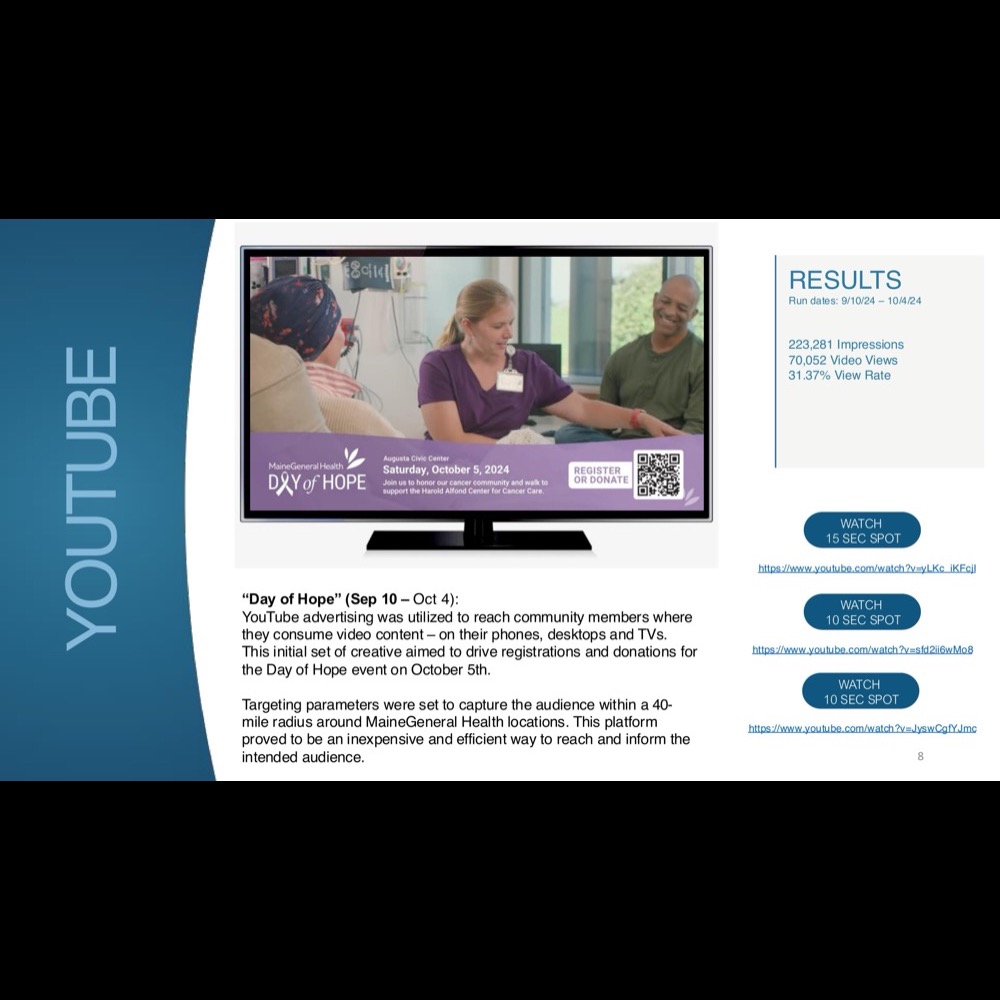 YOUTUBE
MaineGeneral Health
DAY of HOPE
Augusta Civic Center
Saturday, October 5, 2024
Join us to honor our cancer community and walk to
support the Harold Alfond Center for Cancer Care.
REGISTER
OR DONATE
“Day of Hope” (Sep 10 – Oct 4):
YouTube advertising was utilized to reach community members where
they consume video content – on their phones, desktops and TVs.
This initial set of creative aimed to drive registrations and donations for
the Day of Hope event on October 5th.
Targeting parameters were set to capture the audience within a 40-
mile radius around MaineGeneral Health locations. This platform
proved to be an inexpensive and efficient way to reach and inform the
intended audience.
RESULTS
Run dates: 9/10/24 – 10/4/24
223,281 Impressions
70,052 Video Views
31.37% View Rate
WATCH
15 SEC SPOT
https://www.youtube.com/watch?v=yLKc_iKFcjI
WATCH
10 SEC SPOT
https://www.youtube.com/watch?v=sfd2ii6wMo8
WATCH
10 SEC SPOT
https://www.youtube.com/watch?v=JyswCgfYJmc
8